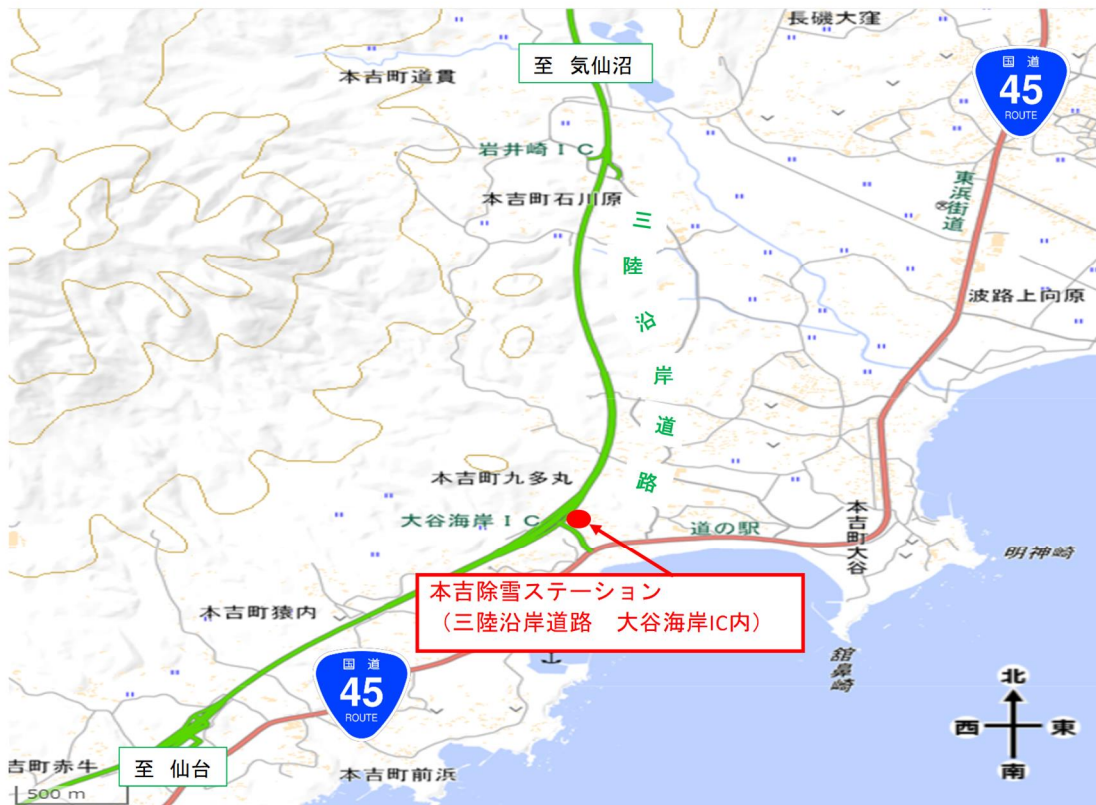 長磯大窪
至　気仙沼
国道
45
ROUTE
本吉町道貫
岩井崎ＩＣ
東浜街道
本吉町石川原
三陸沿岸道路
波路上向原
本吉町九多丸
大谷海岸ＩＣ
道の駅
本吉町大谷
明神崎
本吉除雪ステーション
（三陸沿岸道路　大谷海岸IC内）
本吉町猿内
舘鼻崎
国道
45
ROUTE
北
西
東
南
吉町赤牛
至　仙台
本吉町前浜
500 m